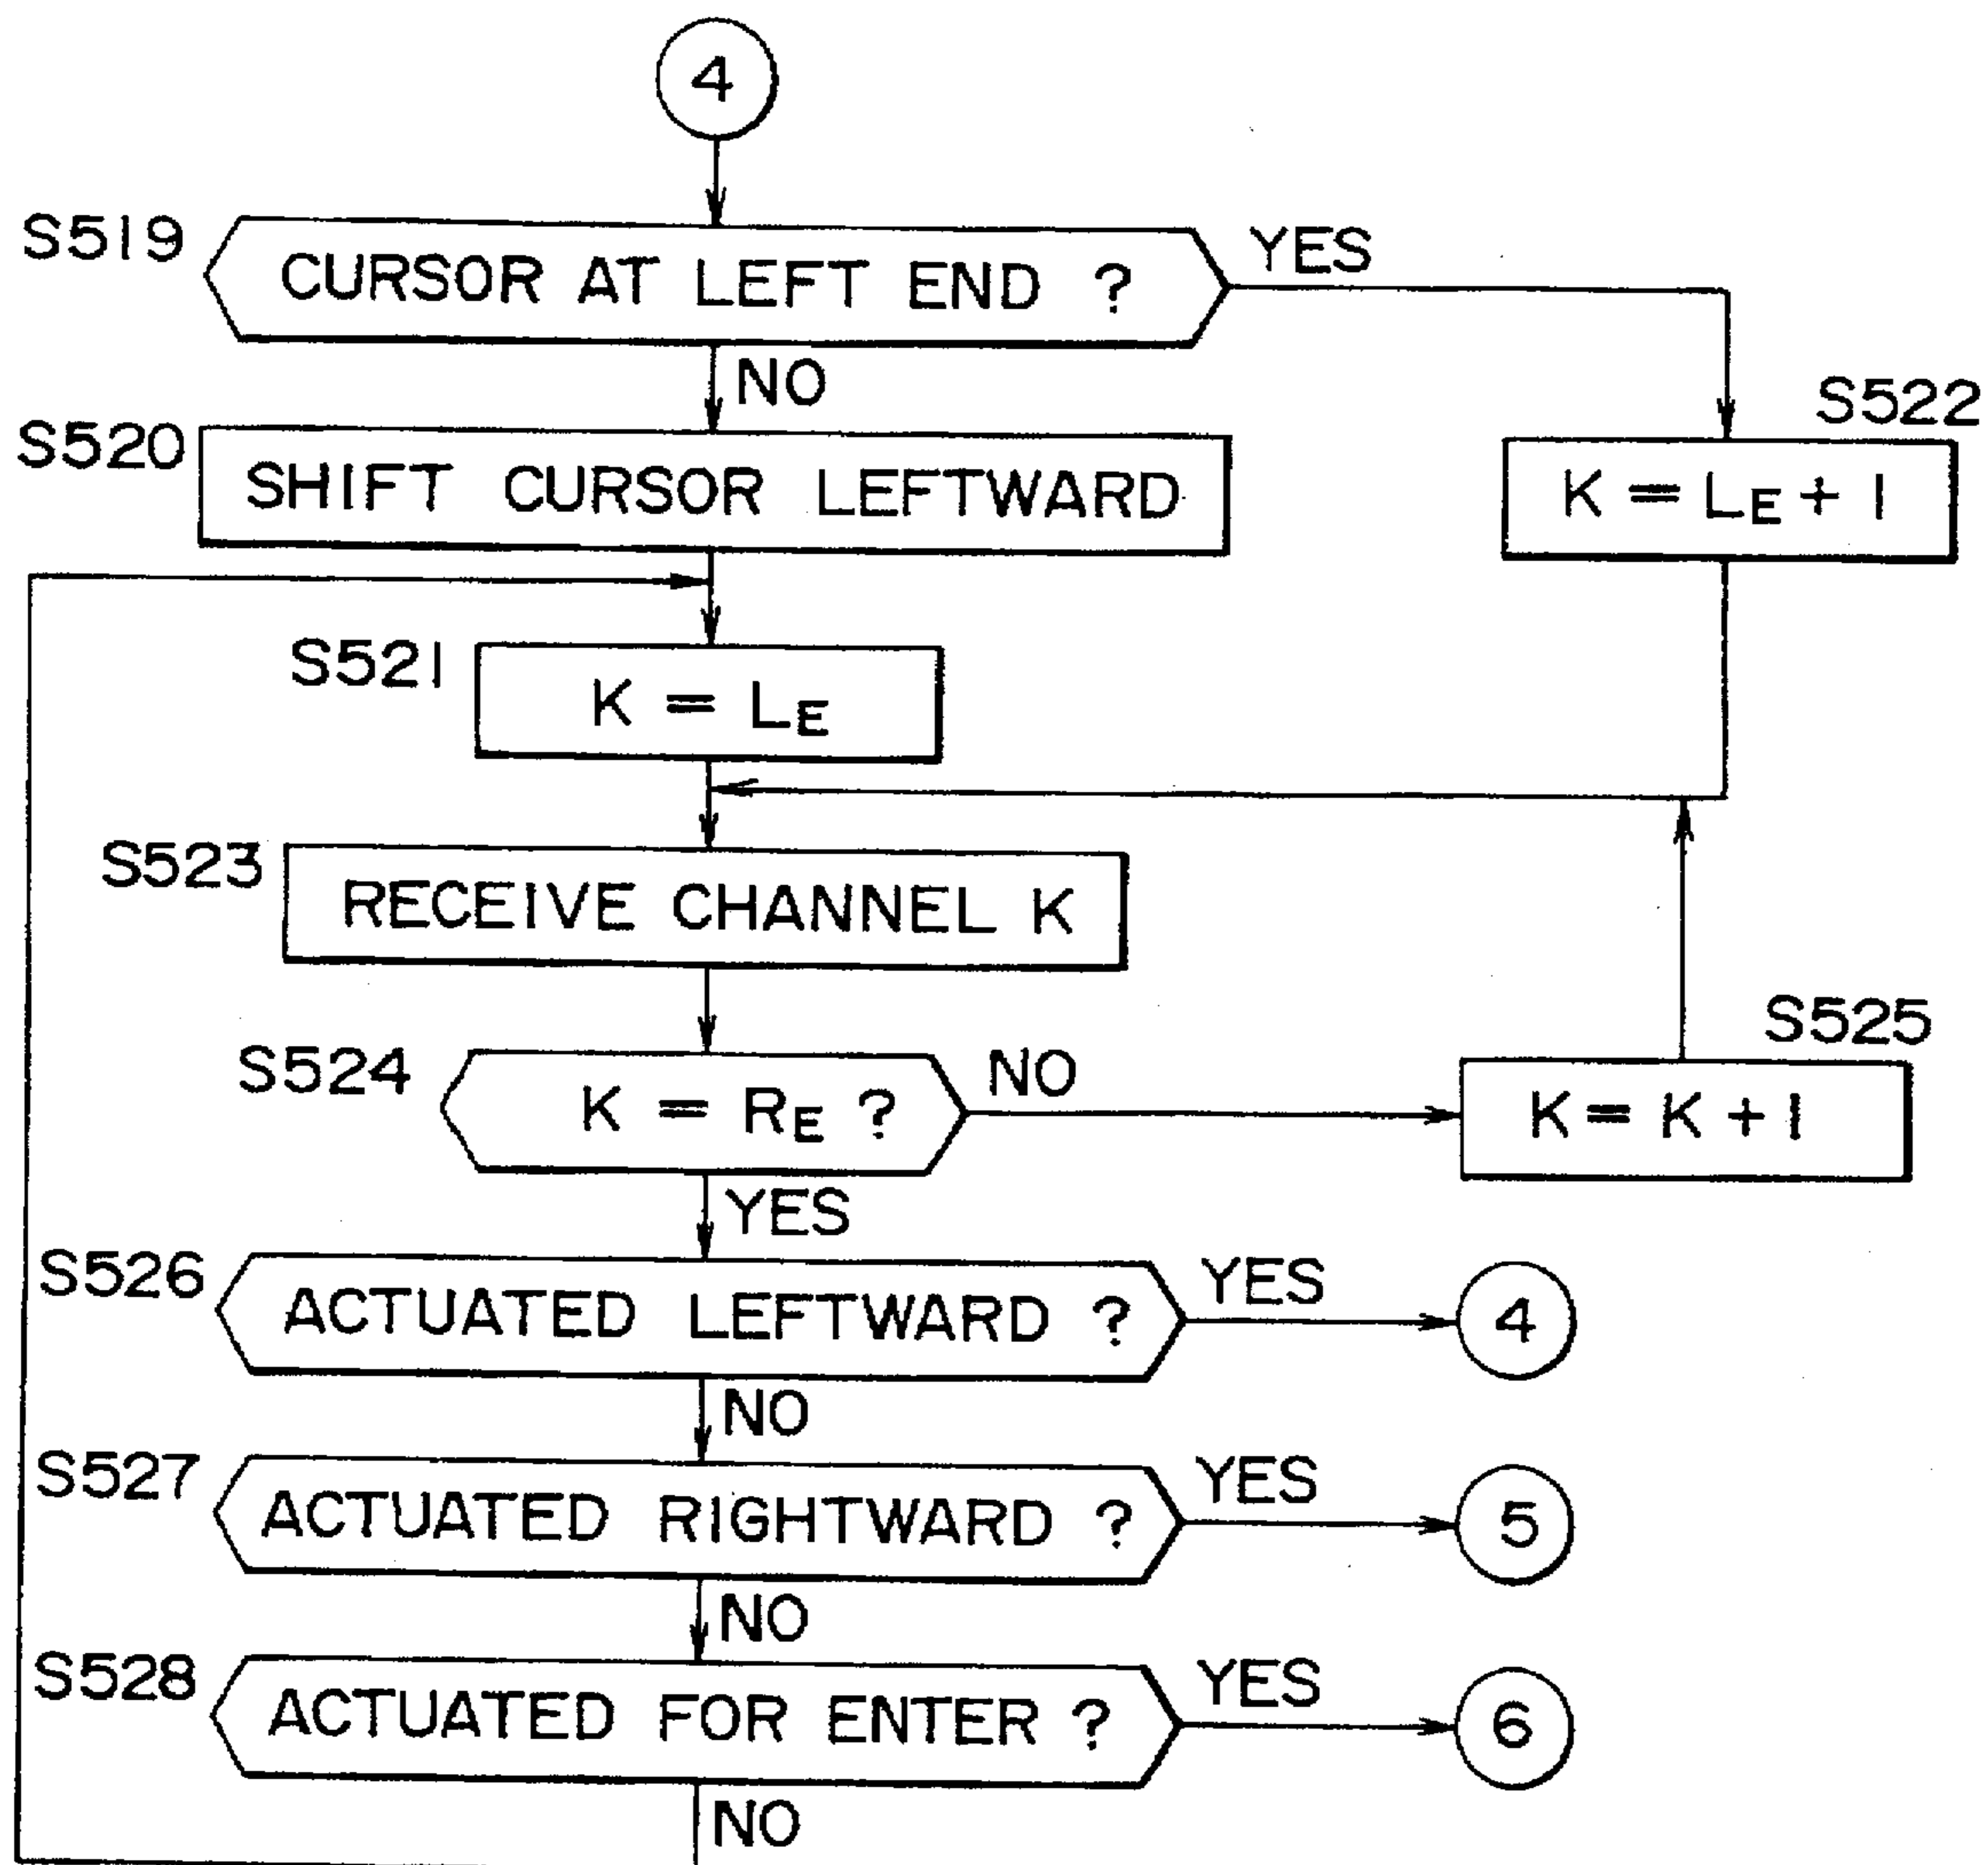 4
S519
CURSOR AT LEFT END ?
YES
NO
S520
SHIFT CURSOR LEFTWARD
S522
K = LE + 1
S521
K = LE
S523
RECEIVE CHANNEL K
S524
K = RE ?
NO
S525
K = K + 1
YES
S526
ACTUATED LEFTWARD ?
YES
4
NO
S527
ACTUATED RIGHTWARD ?
YES
5
NO
S528
ACTUATED FOR ENTER ?
YES
6
NO